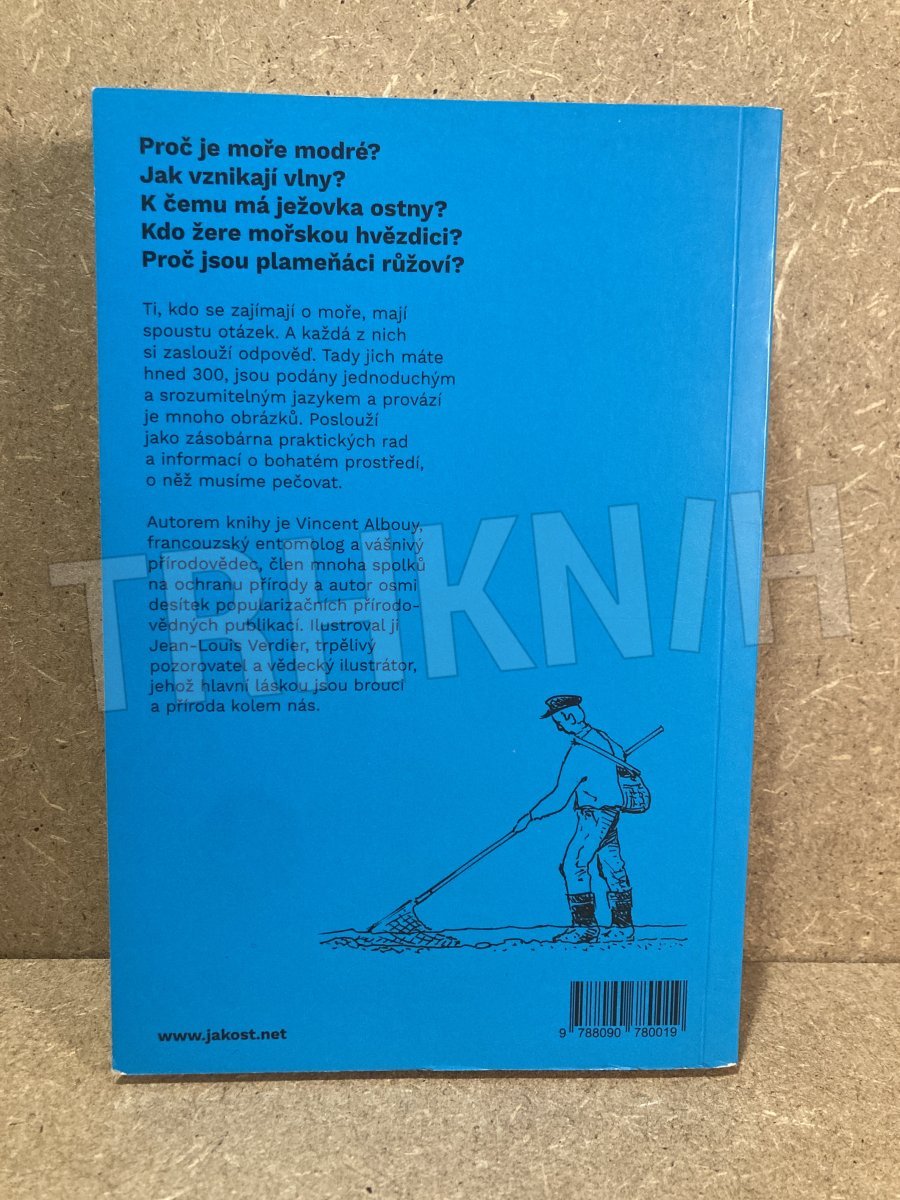 Proč je moře modré?
Jak vznikají vlny?
K čemu má ježovka ostny?
Kdo žere mořskou hvězdici?
Proč jsou plameňáci růžoví?
Ti, kdo se zajímají o moře, mají
spoustu otázek. A každá z nich
si zaslouží odpověď. Tady jich máte
hned 300, jsou podány jednoduchým
a srozumitelným jazykem a provází
je mnoho obrázků. Poslouží
jako zásobárna praktických rad
a informací o bohatém prostředí,
o něž musíme pečovat.
Autorem knihy je Vincent Albouy,
francouzský entomolog a vášnivý
přírodovědec, člen mnoha spolků
na ochranu přírody a autor osmi
desítek popularizačních přírodo-
vědných publikací. Ilustroval ji
Jean-Louis Verdier, trpělivý
pozorovatel a vědecký ilustrátor,
jehož hlavní láskou jsou brouci
a příroda kolem nás.
TRHKNIH
www.jakost.net
9 788090 780019